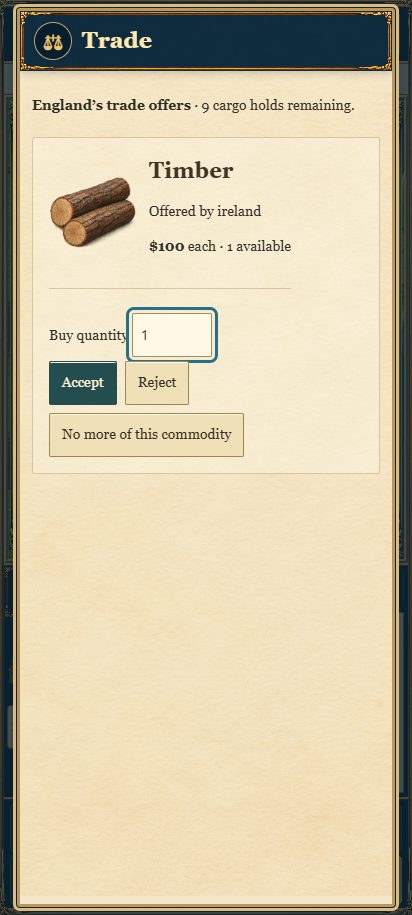 Trade
England’s trade offers · 9 cargo holds remaining.
Timber
Offered by ireland
$100 each · 1 available
Buy quantity 1
Accept Reject
No more of this commodity